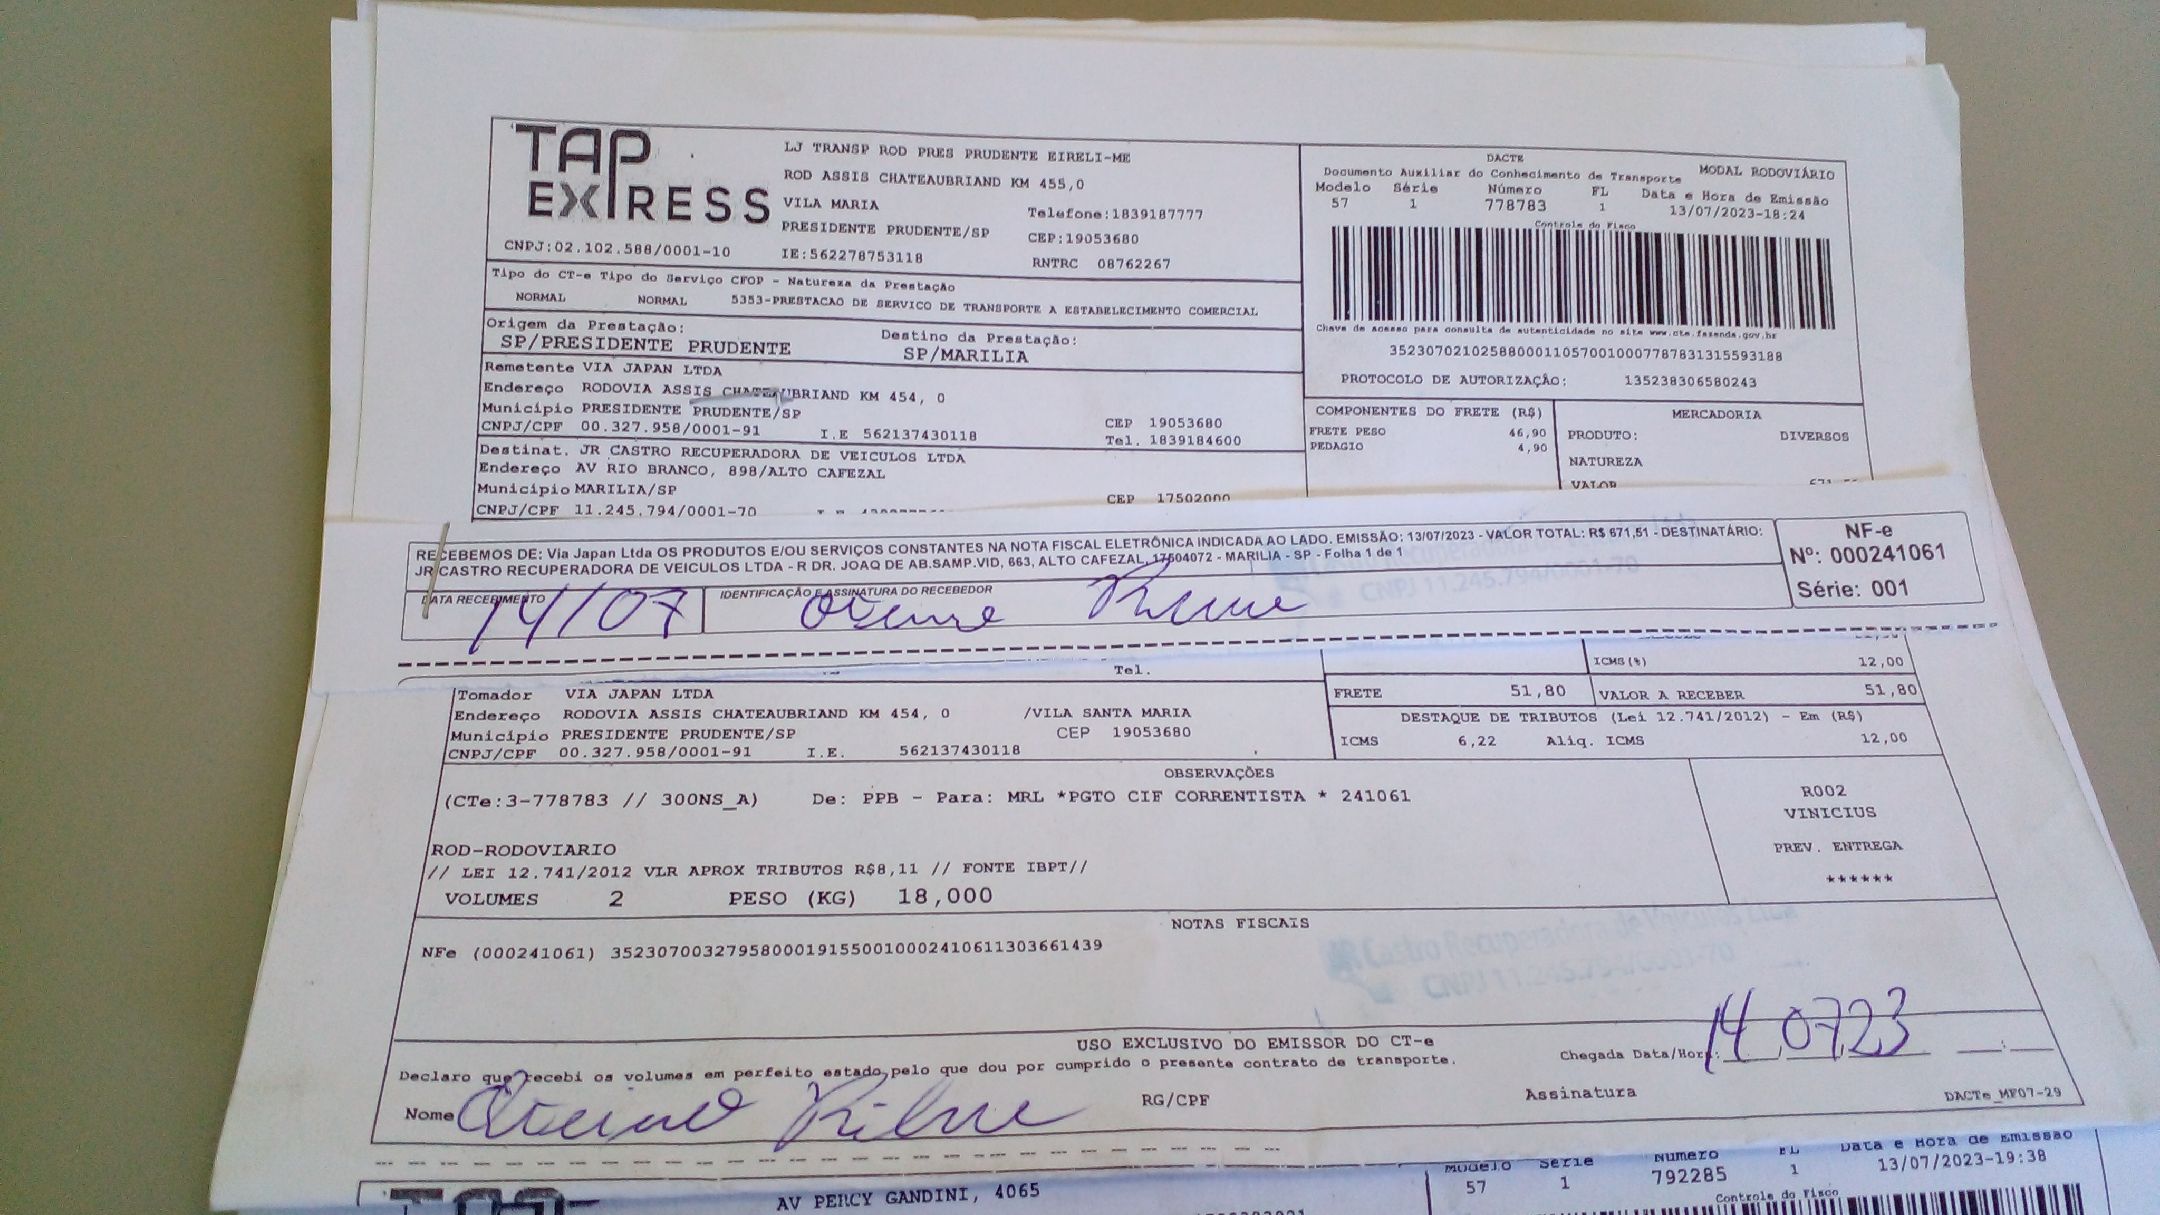 TAP
EXPRESS
CNPJ:02.102.588/0001-10
LJ TRANSP ROD PRES PRUDENTE EIRELI-ME
ROD ASSIS CHATEAUBRIAND KM 455,0
VILA MARIA
Telefone:1839187777
PRESIDENTE PRUDENTE/SP
CEP:19053680
IE:562278753118
RNTRC 08762267
DACTE
Documento Auxiliar do Conhecimento de Transporte
MODAL RODOVIÁRIO
Modelo Série Número FL Data e Hora de Emissão
57 1 778783 1 13/07/2023-18:24
Controle do Fisco
Chave de acesso para consulta de autenticidade no site www.cte.fazenda.gov.br
35230702102588000110570010007787831315593188
PROTOCOLO DE AUTORIZAÇÃO: 135238306580243
Tipo do CT-e Tipo do Serviço CFOP - Natureza da Prestação
NORMAL NORMAL 5353-PRESTACAO DE SERVICO DE TRANSPORTE A ESTABELECIMENTO COMERCIAL
Origem da Prestação: Destino da Prestação:
SP/PRESIDENTE PRUDENTE SP/MARILIA
Remetente VIA JAPAN LTDA
Endereço RODOVIA ASSIS CHATEAUBRIAND KM 454, 0
Município PRESIDENTE PRUDENTE/SP CEP 19053680
CNPJ/CPF 00.327.958/0001-91 I.E 562137430118 Tel. 1839184600
Destinat. JR CASTRO RECUPERADORA DE VEICULOS LTDA
Endereço AV RIO BRANCO, 898/ALTO CAFEZAL
Município MARILIA/SP CEP 17502000
CNPJ/CPF 11.245.794/0001-70
COMPONENTES DO FRETE (R$)
FRETE PESO 46,90
PEDAGIO 4,90
MERCADORIA
PRODUTO: DIVERSOS
NATUREZA
VALOR
RECEBEMOS DE: Via Japan Ltda OS PRODUTOS E/OU SERVIÇOS CONSTANTES NA NOTA FISCAL ELETRÔNICA INDICADA AO LADO. EMISSÃO: 13/07/2023 - VALOR TOTAL: R$ 671,51 - DESTINATÁRIO:
JR CASTRO RECUPERADORA DE VEICULOS LTDA - R DR. JOAQ DE AB.SAMP.VID, 663, ALTO CAFEZAL, 17504072 - MARILIA - SP - Folha 1 de 1
NF-e
Nº: 000241061
Série: 001
CNPJ 11.245.794/0001-70
DATA RECEBIMENTO
14/07
IDENTIFICAÇÃO E ASSINATURA DO RECEBEDOR
Tel.
ICMS(%) 12,00
Tomador VIA JAPAN LTDA
Endereço RODOVIA ASSIS CHATEAUBRIAND KM 454, 0 /VILA SANTA MARIA
Município PRESIDENTE PRUDENTE/SP CEP 19053680
CNPJ/CPF 00.327.958/0001-91 I.E. 562137430118
FRETE 51,80 VALOR A RECEBER 51,80
DESTAQUE DE TRIBUTOS (Lei 12.741/2012) - Em (R$)
ICMS 6,22 Aliq. ICMS 12,00
OBSERVAÇÕES
(CTe:3-778783 // 300NS_A) De: PPB - Para: MRL *PGTO CIF CORRENTISTA * 241061
ROD-RODOVIARIO
// LEI 12.741/2012 VLR APROX TRIBUTOS R$8,11 // FONTE IBPT//
VOLUMES 2 PESO (KG) 18,000
R002
VINICIUS
PREV. ENTREGA
******
NOTAS FISCAIS
NFe (000241061) 35230700327958000191550010002410611303661439
JR Castro Recuperadora de Veiculos Ltda
CNPJ 11.245.794/0001-70
USO EXCLUSIVO DO EMISSOR DO CT-e
Declaro que recebi os volumes em perfeito estado pelo que dou por cumprido o presente contrato de transporte.
Chegada Data/Hora: 14 07 23
Nome RG/CPF Assinatura
DACTe_MF07-29
AV PERCY GANDINI, 4065
Modelo Série Número FL Data e Hora de Emissão
57 1 792285 1 13/07/2023-19:38
Controle do Fisco